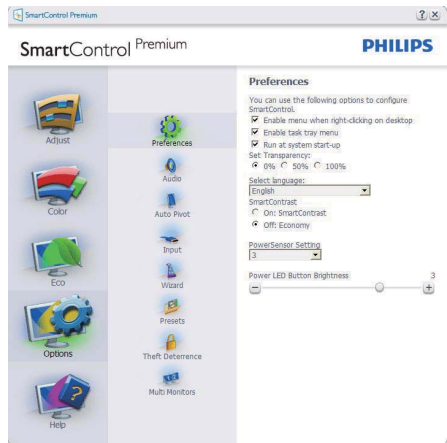 SmartControl Premium
SmartControl Premium
PHILIPS
Adjust
Color
Eco
Options
Help
Preferences
Audio
Auto Pivot
Input
Wizard
Presets
Theft Deterrence
Multi Monitors
Preferences
You can use the following options to configure
SmartControl.
Enable menu when right-clicking on desktop
Enable task tray menu
Run at system start-up
Set Transparency:
0% 50% 100%
Select language:
English
SmartContrast
On: SmartContrast
Off: Economy
PowerSensor Setting
3
Power LED Button Brightness 3